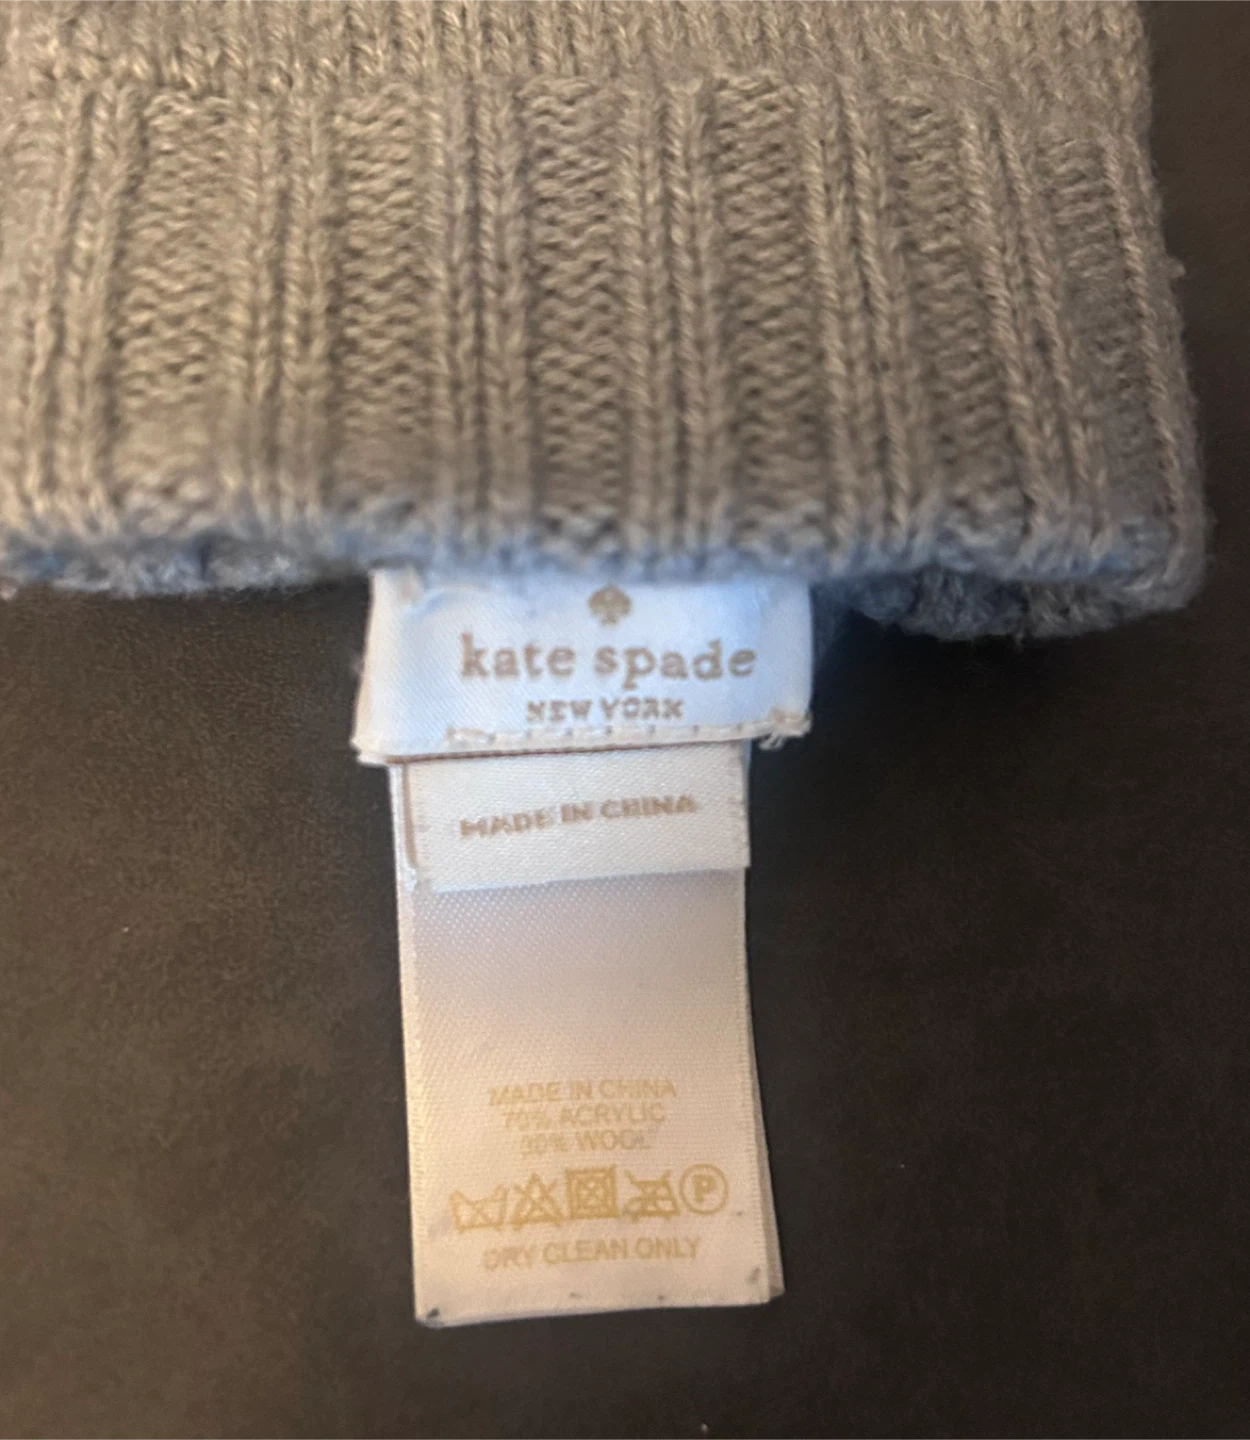 kate spade
NEW YORK
MADE IN CHINA
MADE IN CHINA
70% ACRYLIC
30% WOOL
P
DRY CLEAN ONLY